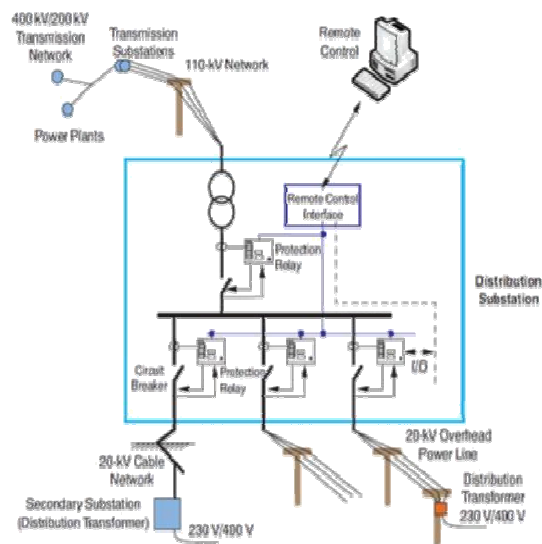 400 kV/200 kV
Transmission
Network
Transmission
Substations
110-kV Network
Remote
Control
Power Plants
Remote Control
Interface
Protection
Relay
Distribution
Substation
Circuit
Breaker
Protection
Relay
I/O
20-kV Cable
Network
20-kV Overhead
Power Line
Secondary Substation
(Distribution Transformer)
230 V/400 V
Distribution
Transformer
230 V/400 V